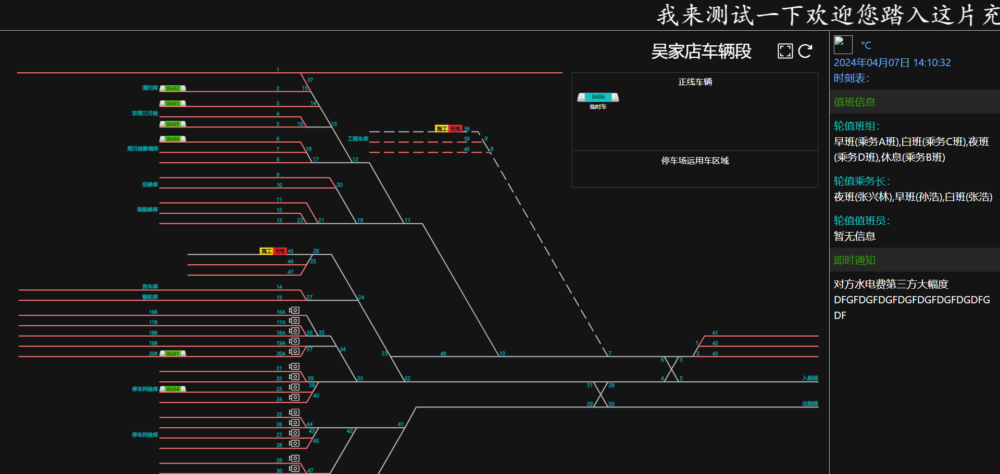 我来测试一下欢迎您踏入这片充
吴家店车辆段
℃
2024年04月07日 14:10:32
时刻表：
值班信息
轮值班组：
早班(乘务A班),白班(乘务C班),夜班
(乘务D班),休息(乘务B班)
轮值乘务长：
夜班(张兴林),早班(孙浩),白班(张浩)
轮值值班员：
暂无信息
即时通知
对方水电费第三方大幅度
DFGFDGFDGFDGFDGFDGFDGDFG
DF
正线车辆
0606
临时车
停车场运用车区域
1
37
清扫库 0602 2 15
0603 3 14
双周三月检 4
0605 5 16 13
0606 6
周月检静调库 7 18
8 17 12
施工 无电 38
工程车库 39 9
40 8
9
定修库 10 20
11
架临修库 12
13 22 21 19 11
施工 无电 45 26
46 25
47
洗车库 14
镟轮库 15 27 24
16B 16A
17B 17A
18B 18A 36 35
19B 19A
20B 0601 20A 37 34
23 48 10 7
41
1 42
2 43
6 3
21
22 39 33 32
4 5 入段线
停车列检库 0604 23 38
24 40
31 28
29 30 出段线
25
26 44 41
停车列检库 27 43 42
28 45
29
30 47